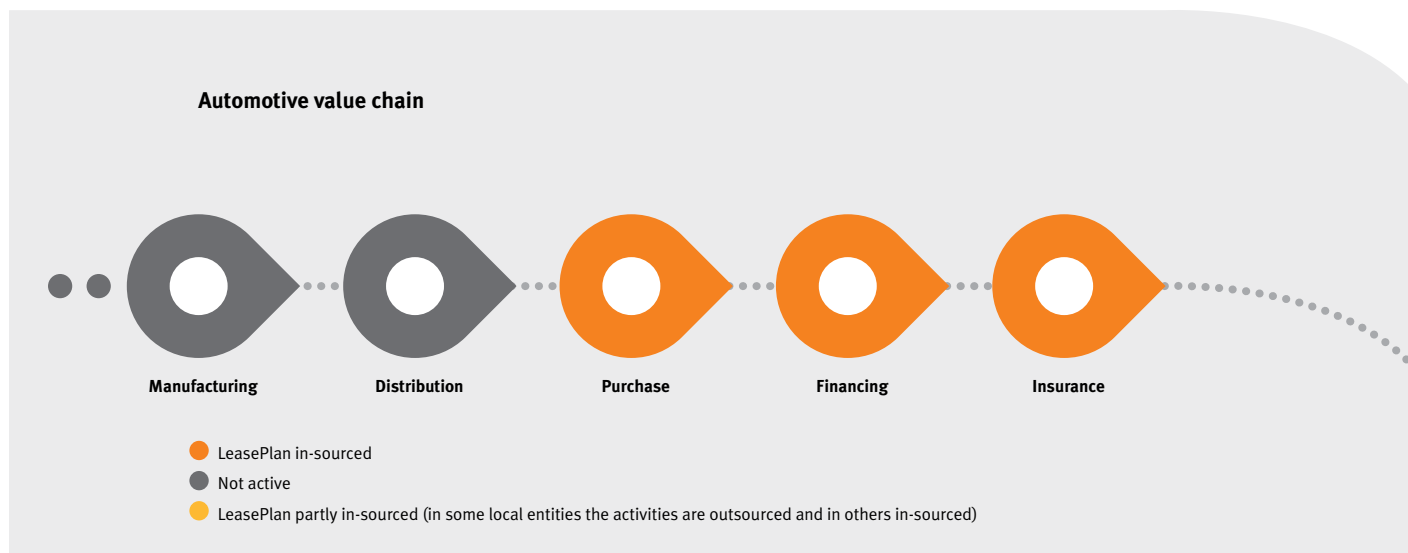 Automotive value chain
Manufacturing
Distribution
Purchase
Financing
Insurance
LeasePlan in-sourced
Not active
LeasePlan partly in-sourced (in some local entities the activities are outsourced and in others in-sourced)